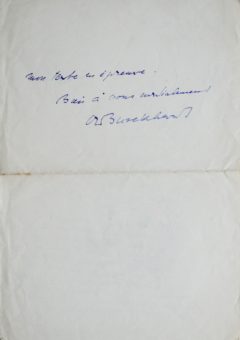 mon texte en épreuve.
Bien à vous cordialement
Burckhardt